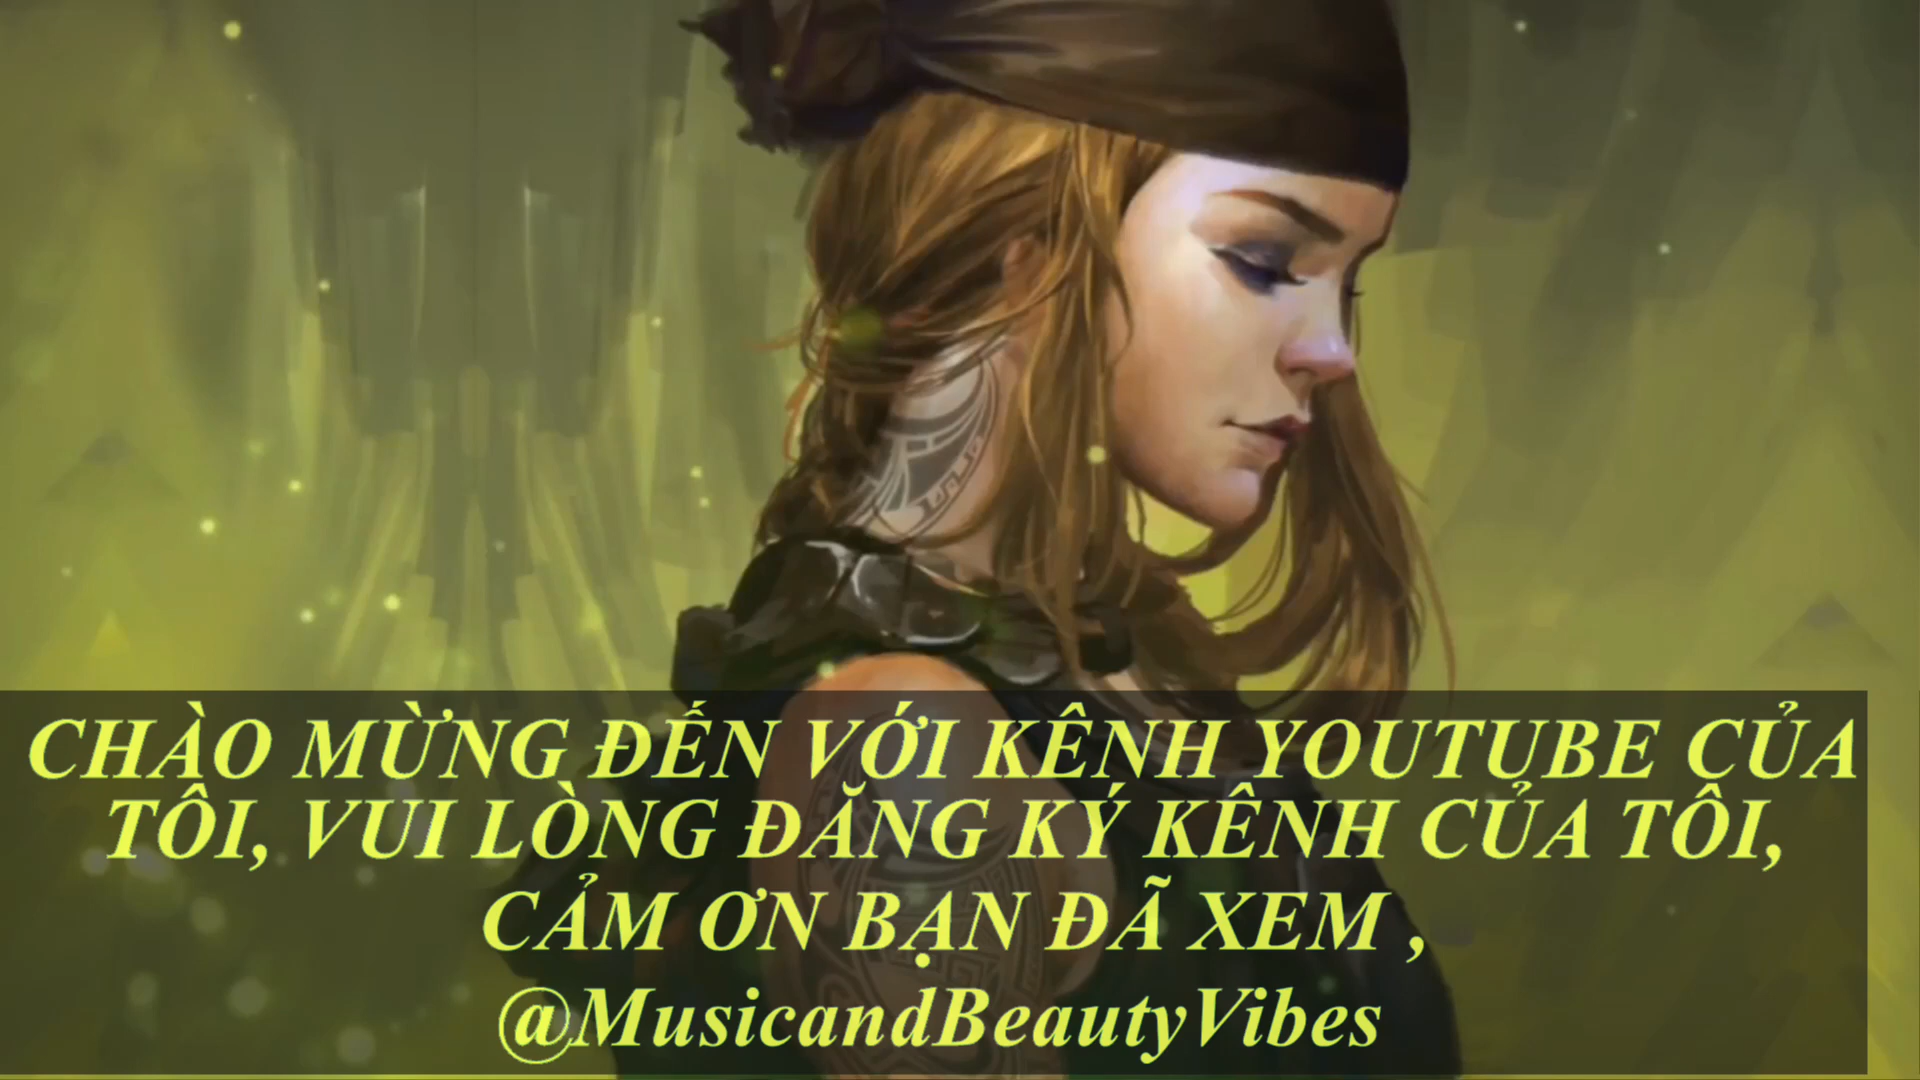 CHÀO MỪNG ĐẾN VỚI KÊNH YOUTUBE CỦA
TÔI, VUI LÒNG ĐĂNG KÝ KÊNH CỦA TÔI,
CẢM ƠN BẠN ĐÃ XEM ,
@MusicandBeautyVibes